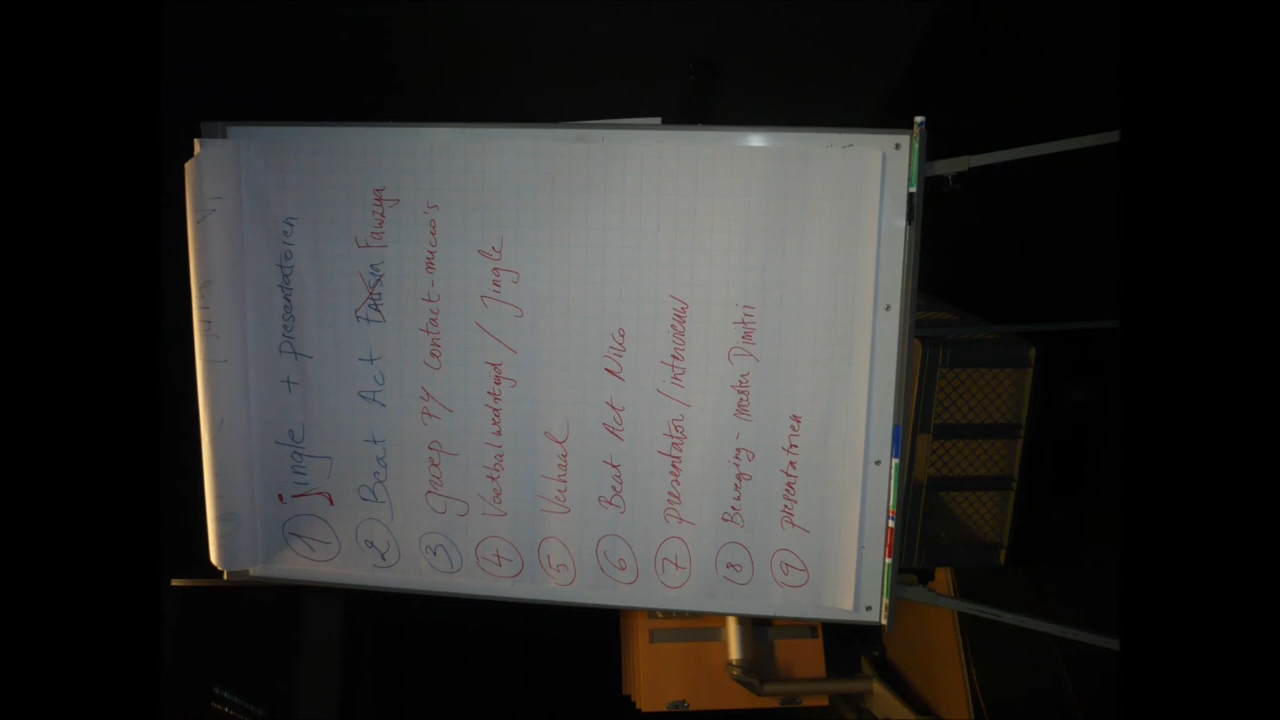 ① Jingle + presentatoren
② Beat Act Fawzya
③ groep PY contact-micro's
④ Voetbalwedstrijd / Jingle
⑤ Verhaal
⑥ Beat Act Niko
⑦ presentator / interview
⑧ Beweging - meester Dimitri
⑨ presentatoren